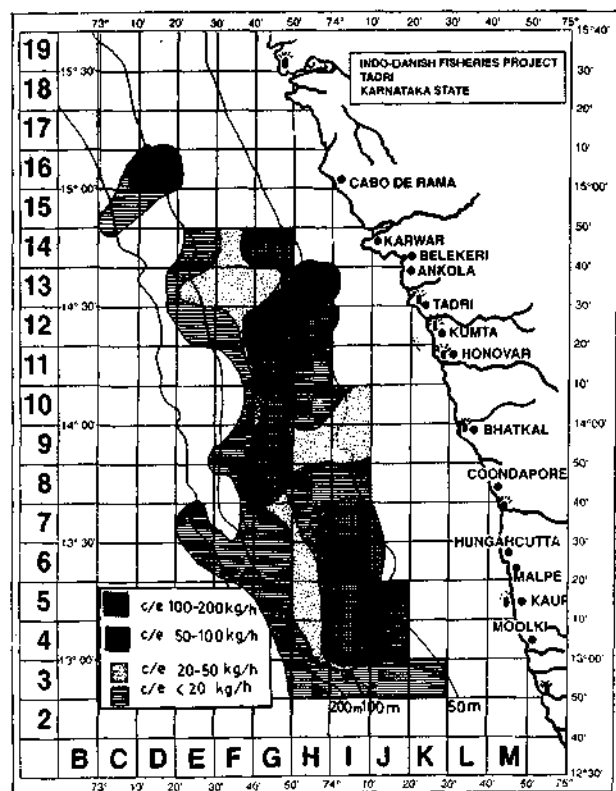 73° 10' 20' 30' 40' 50' 74° 10' 20' 30' 40' 50' 75°
15° 40'
19
15° 30'
30'
INDO-DANISH FISHERIES PROJECT
TADRI
KARNATAKA STATE
18
20'
17
10'
16
CABO DE RAMA
15° 00'
15° 00'
15
50'
14
KARWAR
BELEKERI
40'
ANKOLA
13
14° 30'
TADRI
30'
12
KUMTA
20'
HONOVAR
11
10'
10
14° 00'
BHATKAL
14° 00'
9
50'
COONDAPORE
8
40'
7
13° 30'
HUNGARCUTTA
30'
6
MALPE
20'
5
c/e 100-200 kg/h
KAUP
10'
c/e 50-100 kg/h
MOOLKI
4
13° 00'
c/e 20-50 kg/h
13° 00'
3
c/e < 20 kg/h
50'
200m 100m 50m
2
40'
B C D E F G H I J K L M
12° 30'
73° 10' 20' 30' 40' 50' 74° 10' 20' 30' 40' 50' 75°